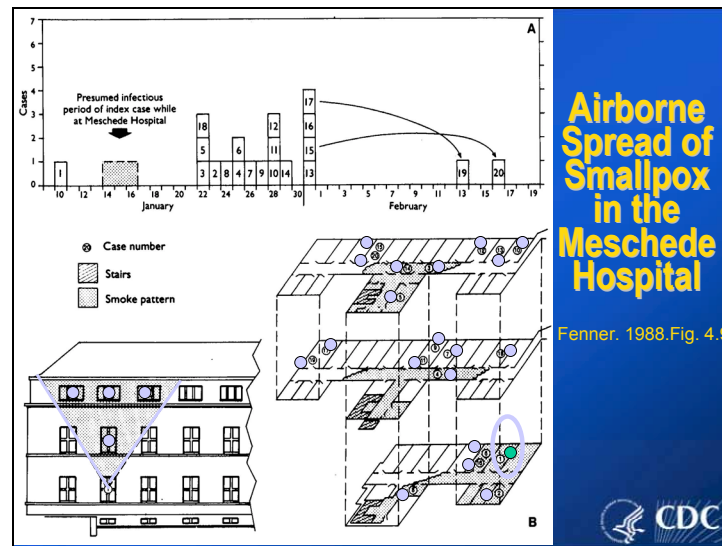 A
Cases
7
6
5
4
3
2
1
0
Presumed infectious
period of index case while
at Meschede Hospital
17
18 12 16
5 6 11 15
1 3 2 8 4 7 9 10 14 13 19 20
10 12 14 16 18 20 22 24 26 28 30 1 3 5 7 9 11 13 15 17 19
January February
Case number
Stairs
Smoke pattern
B
Airborne
Spread of
Smallpox
in the
Meschede
Hospital
Fenner. 1988.Fig. 4.9
CDC